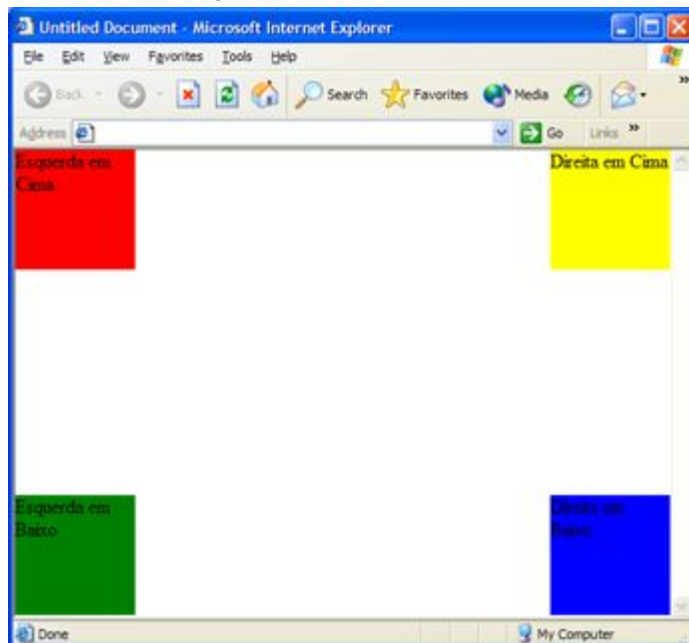 Untitled Document - Microsoft Internet Explorer
File Edit View Favorites Tools Help
Back Search Favorites Media »
Address Go Links »
Esquerda em
Cima
Direita em Cima
Esquerda em
Baixo
Direita em
Baixo
Done My Computer